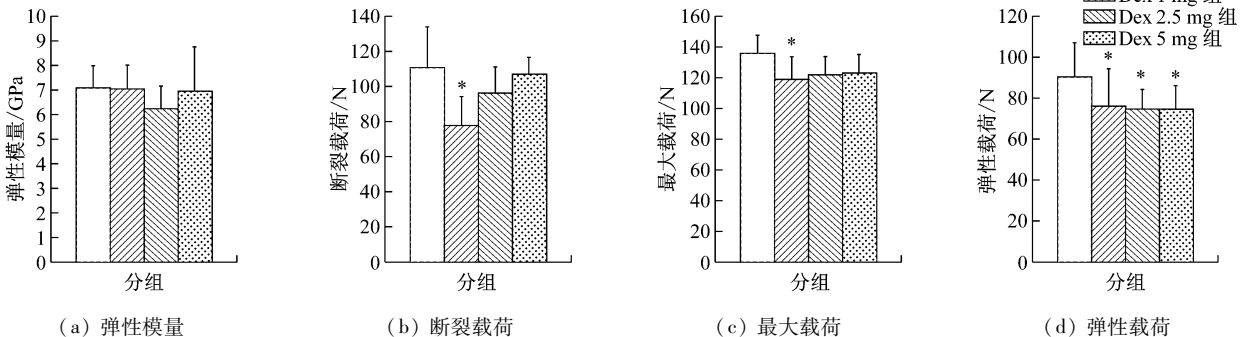 Dex 2.5 mg 组
Dex 5 mg 组
10
9
8
7
6
5
4
3
2
1
0
弹性模量/GPa
分组
(a) 弹性模量
140
120
100
80
60
40
20
0
断裂载荷/N
*
分组
(b) 断裂载荷
160
140
120
100
80
60
40
20
0
最大载荷/N
*
分组
(c) 最大载荷
120
100
80
60
40
20
0
弹性载荷/N
* * *
分组
(d) 弹性载荷